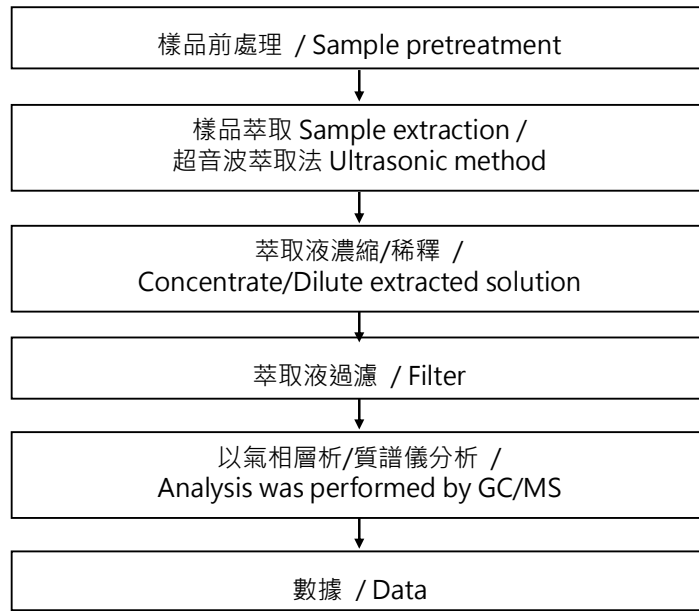 樣品前處理 / Sample pretreatment
樣品萃取 Sample extraction /
超音波萃取法 Ultrasonic method
萃取液濃縮/稀釋 /
Concentrate/Dilute extracted solution
萃取液過濾 / Filter
以氣相層析/質譜儀分析 /
Analysis was performed by GC/MS
數據 / Data